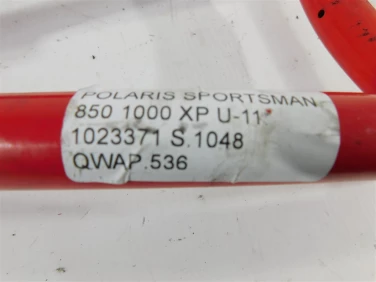 POLARIS SPORTSMAN
850 1000 XP U-11
1023371 S.1048
QWAP.536